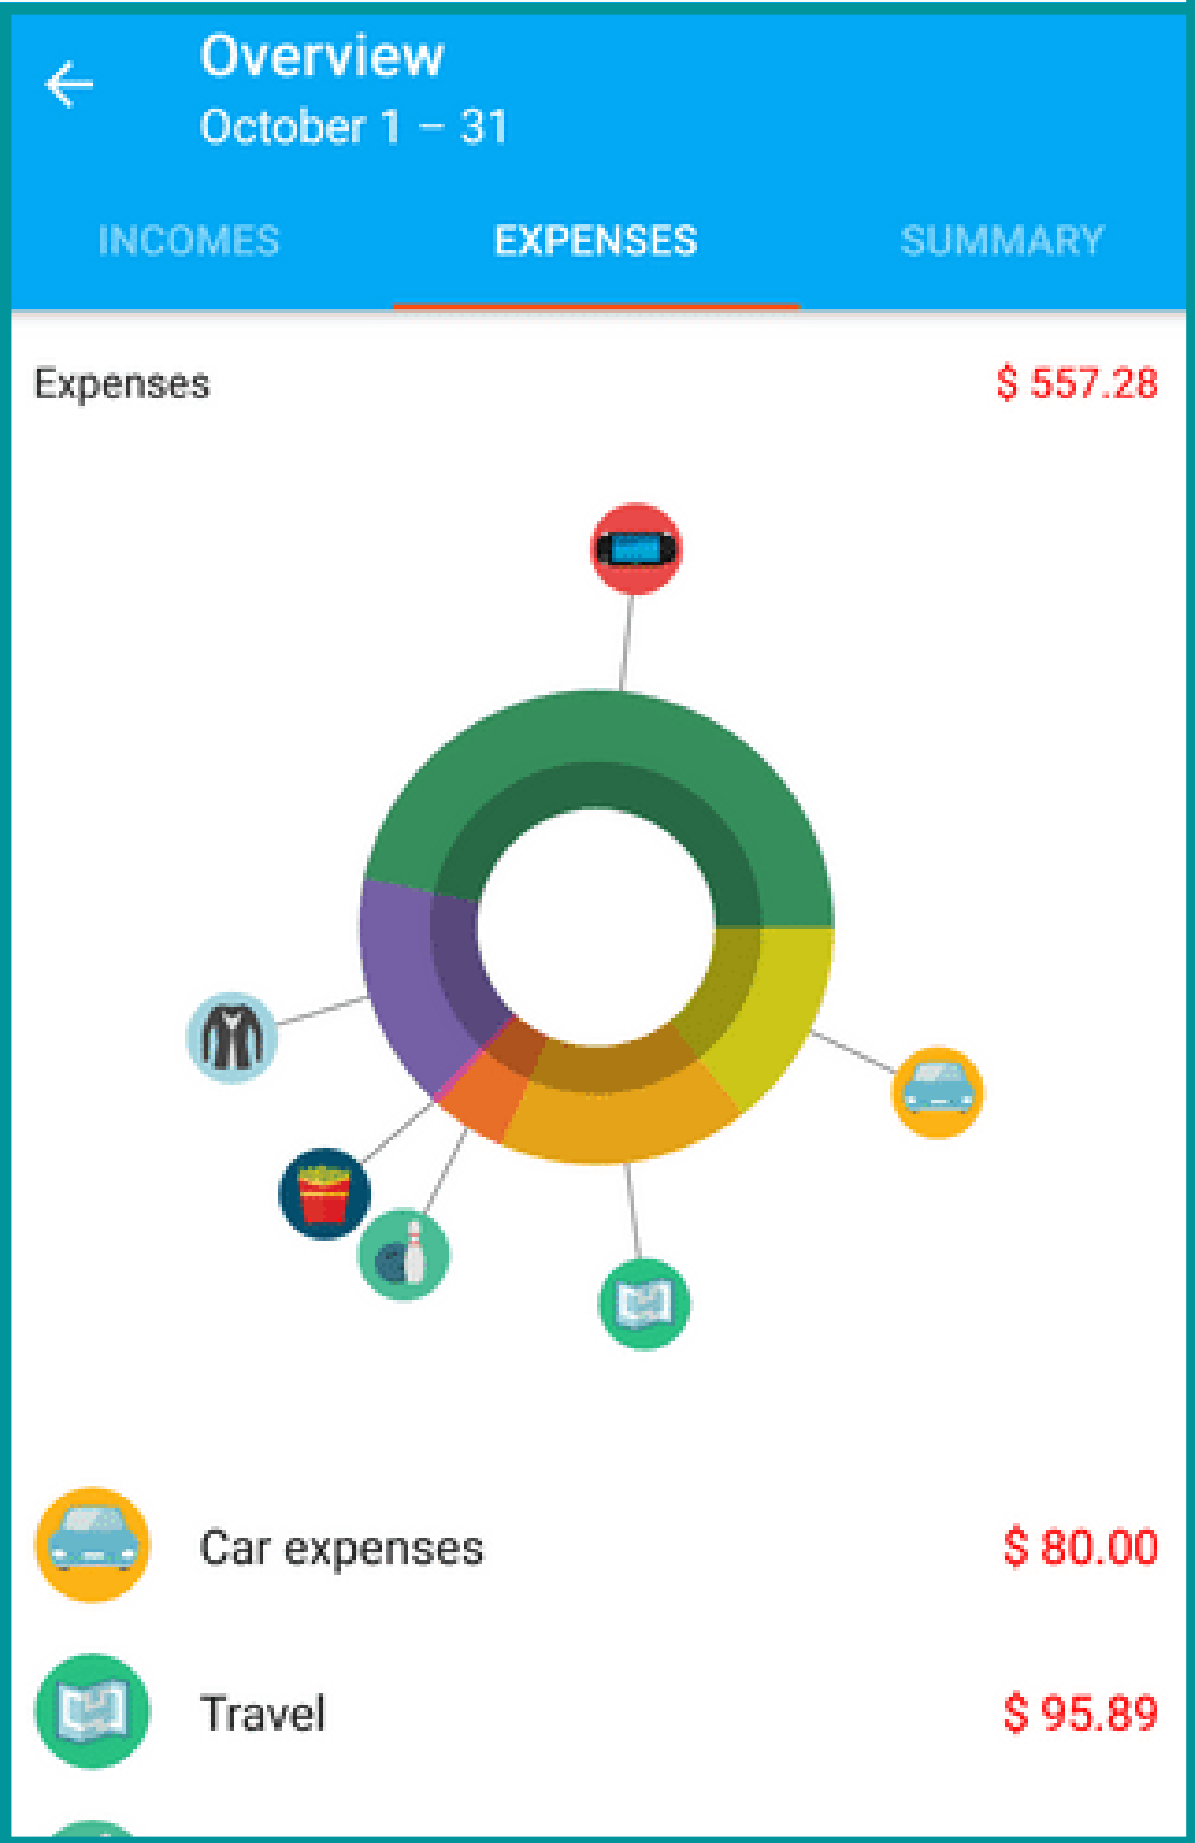 Overview
October 1 – 31
INCOMES
EXPENSES
SUMMARY
Expenses
$ 557.28
Car expenses
$ 80.00
Travel
$ 95.89